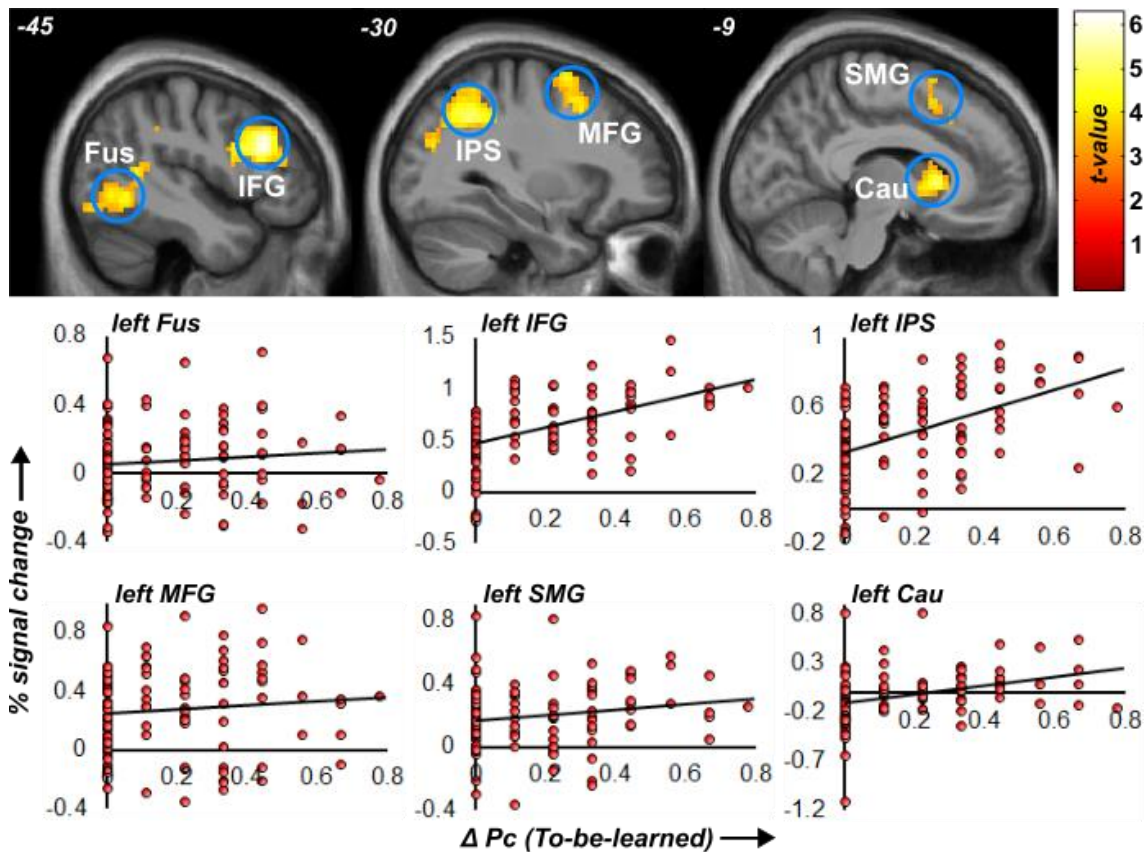 -45
-30
-9
6
5
4
3
2
1
t-value
SMG
MFG
IPS
Fus
IFG
Cau
left Fus
left IFG
left IPS
0.8
0.4
0
-0.4
0.2 0.4 0.6 0.8
1.5
1
0.5
0
-0.5
0 0.2 0.4 0.6 0.8
1
0.6
0.2
-0.2
0 0.2 0.4 0.6 0.8
% signal change
left MFG
left SMG
left Cau
0.8
0.4
0
-0.4
0.2 0.4 0.6 0.8
0.8
0.4
0
-0.4
0 0.2 0.4 0.6 0.8
0.8
0.3
-0.2
-0.7
-1.2
0.2 0.4 0.6 0.8
Δ Pc (To-be-learned)